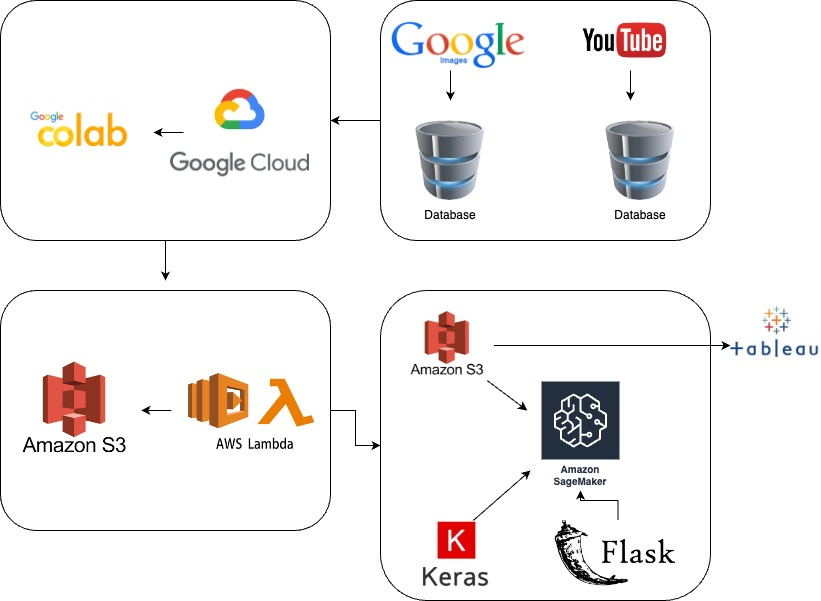 Google
Images
YouTube
Database
Database
Google
colab
Google Cloud
Amazon S3
AWS Lambda
Amazon S3
Amazon
SageMaker
K
Keras
Flask
+ableau